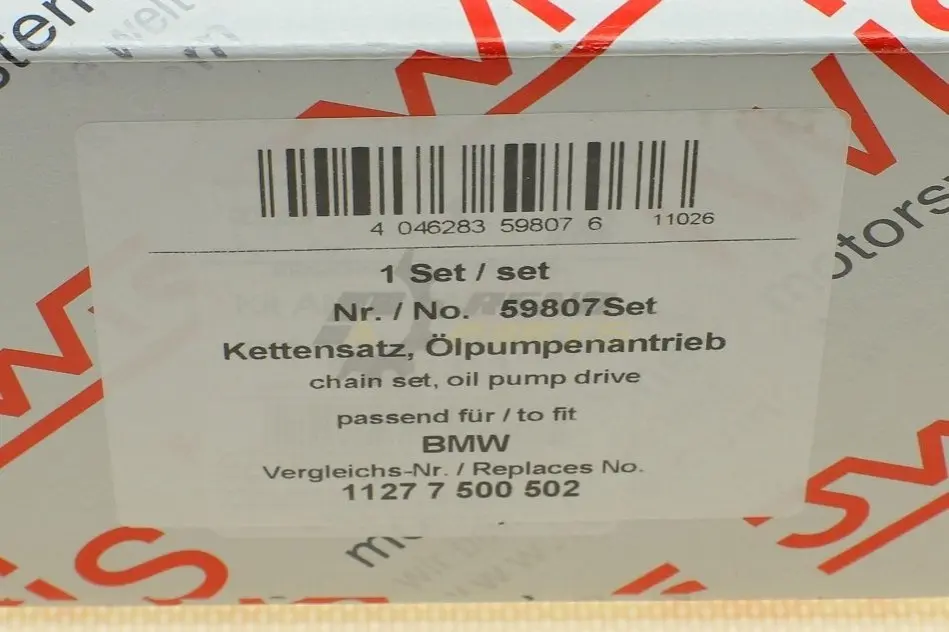 4 046283 59807 6 11026
1 Set / set
Nr. / No. 59807Set
Kettensatz, Ölpumpenantrieb
chain set, oil pump drive
passend für / to fit
BMW
Vergleichs-Nr. / Replaces No.
1127 7 500 502